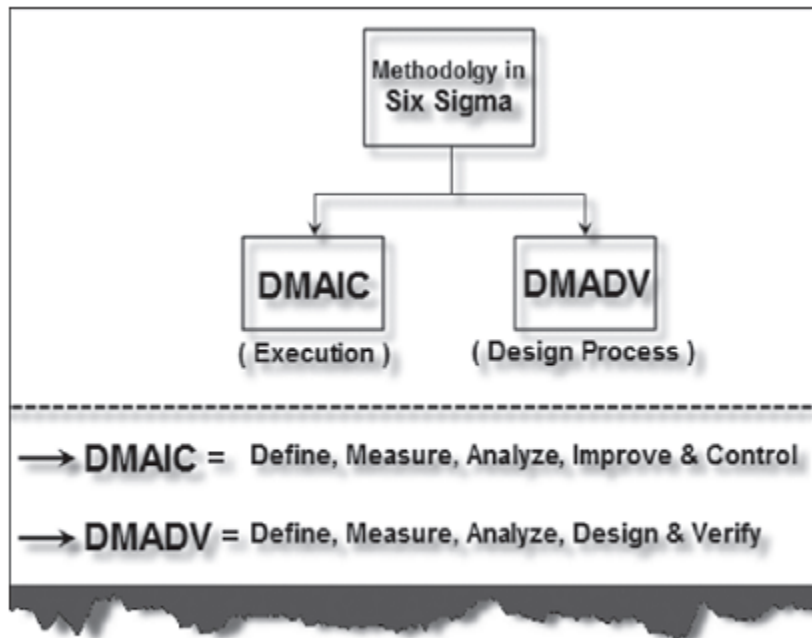 Methodolgy in
Six Sigma
DMAIC
DMADV
( Execution )
( Design Process )
DMAIC = Define, Measure, Analyze, Improve & Control
DMADV = Define, Measure, Analyze, Design & Verify